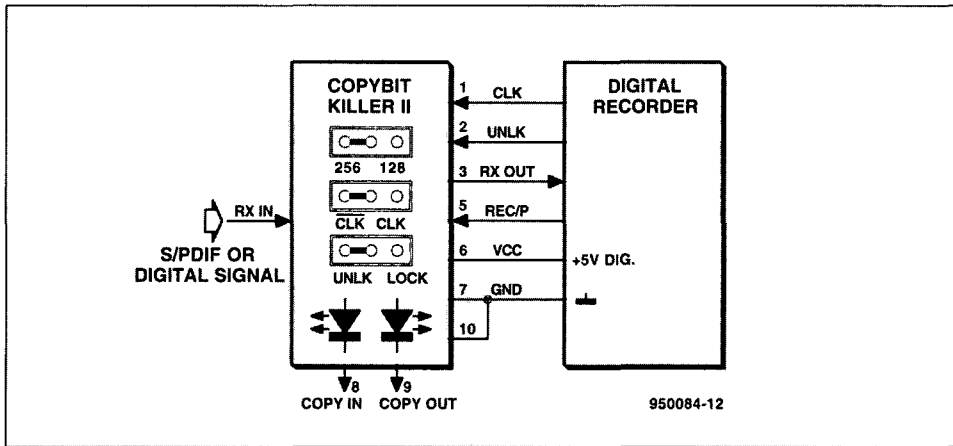 COPYBIT
KILLER II
DIGITAL
RECORDER
1 CLK
2 UNLK
256 128
3 RX OUT
RX IN
5 REC/P
C̅L̅K̅ CLK
S/PDIF OR
DIGITAL SIGNAL
6 VCC
+5V DIG.
UNLK LOCK
7 GND
10
8 9
COPY IN COPY OUT
950084-12